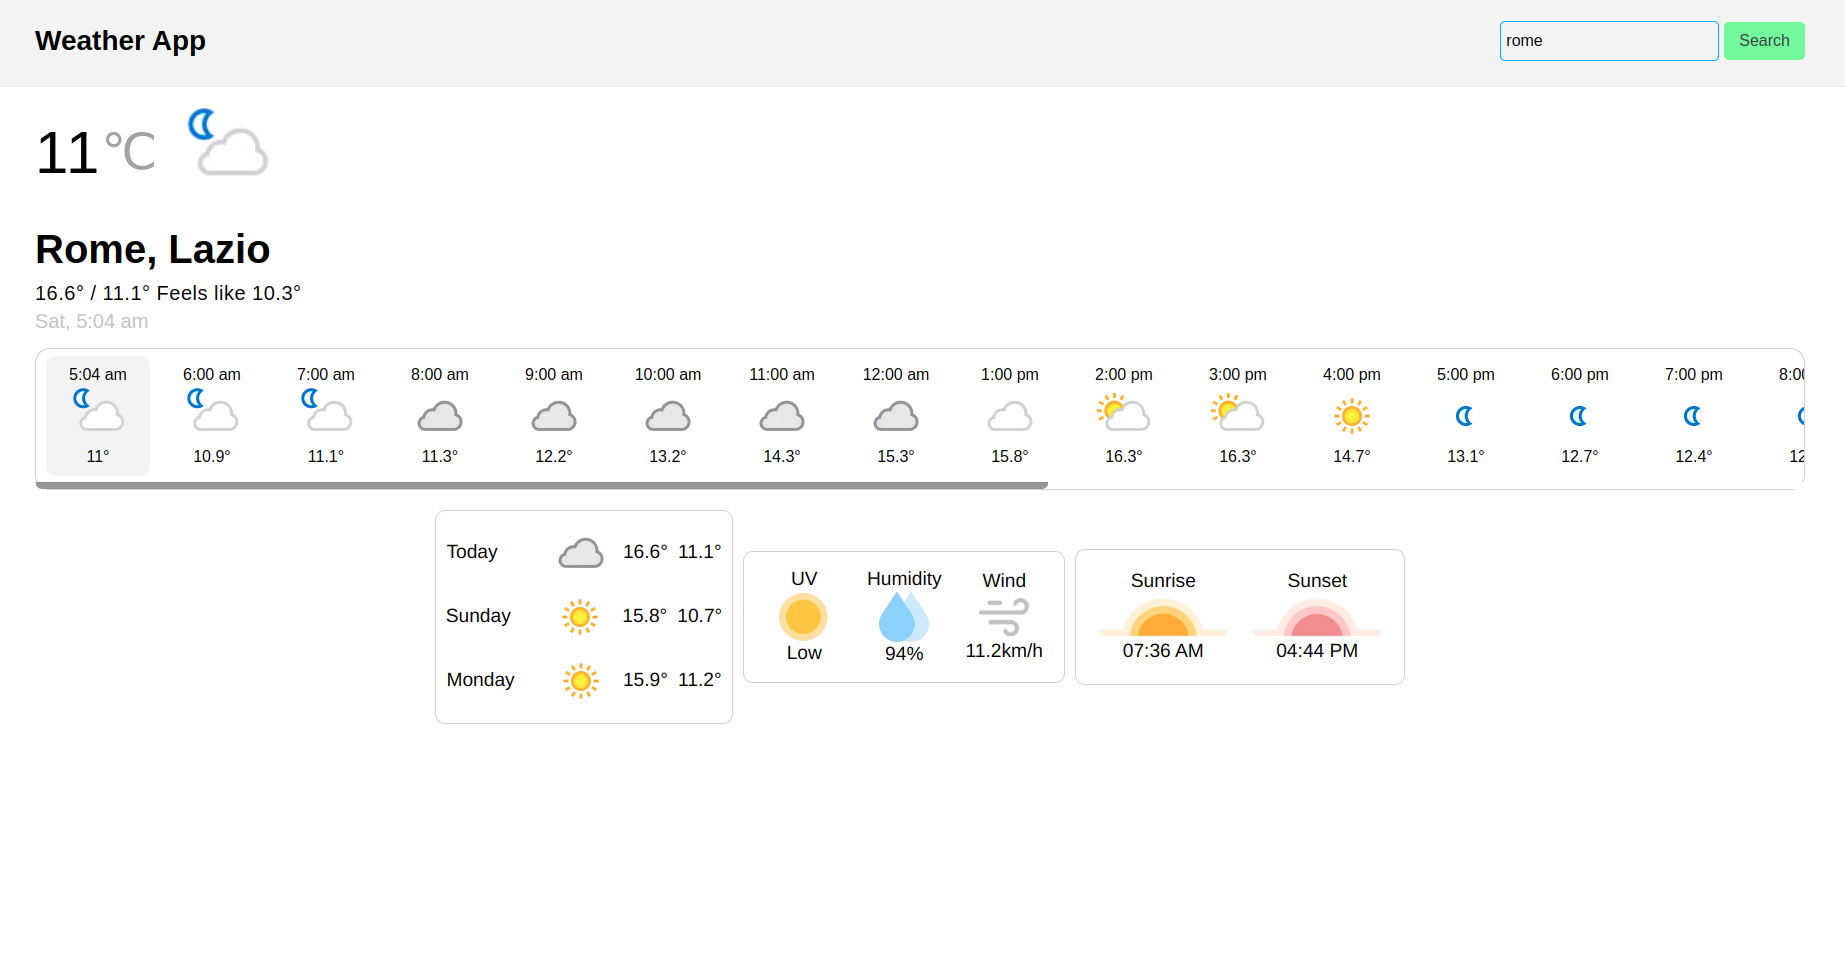 Weather App
rome Search
11 °C
Rome, Lazio
16.6° / 11.1° Feels like 10.3°
Sat, 5:04 am
5:04 am 6:00 am 7:00 am 8:00 am 9:00 am 10:00 am 11:00 am 12:00 am 1:00 pm 2:00 pm 3:00 pm 4:00 pm 5:00 pm 6:00 pm 7:00 pm
11° 10.9° 11.1° 11.3° 12.2° 13.2° 14.3° 15.3° 15.8° 16.3° 16.3° 14.7° 13.1° 12.7° 12.4°
Today 16.6° 11.1°
Sunday 15.8° 10.7°
Monday 15.9° 11.2°
UV Humidity Wind
Low 94% 11.2km/h
Sunrise Sunset
07:36 AM 04:44 PM